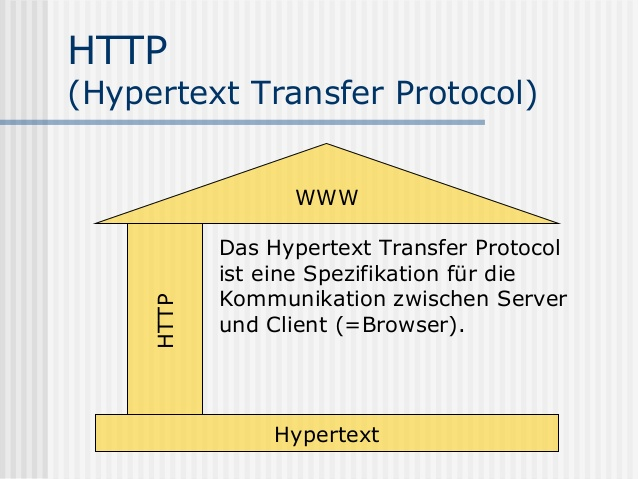 HTTP
(Hypertext Transfer Protocol)
WWW
Das Hypertext Transfer Protocol
ist eine Spezifikation für die
Kommunikation zwischen Server
und Client (=Browser).
HTTP
Hypertext